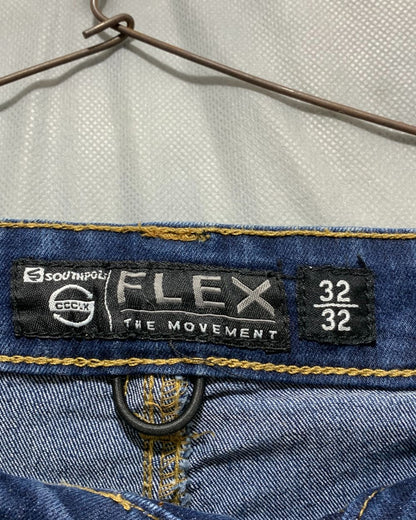 SOUTHPOLE
FLEX
THE MOVEMENT
32
32